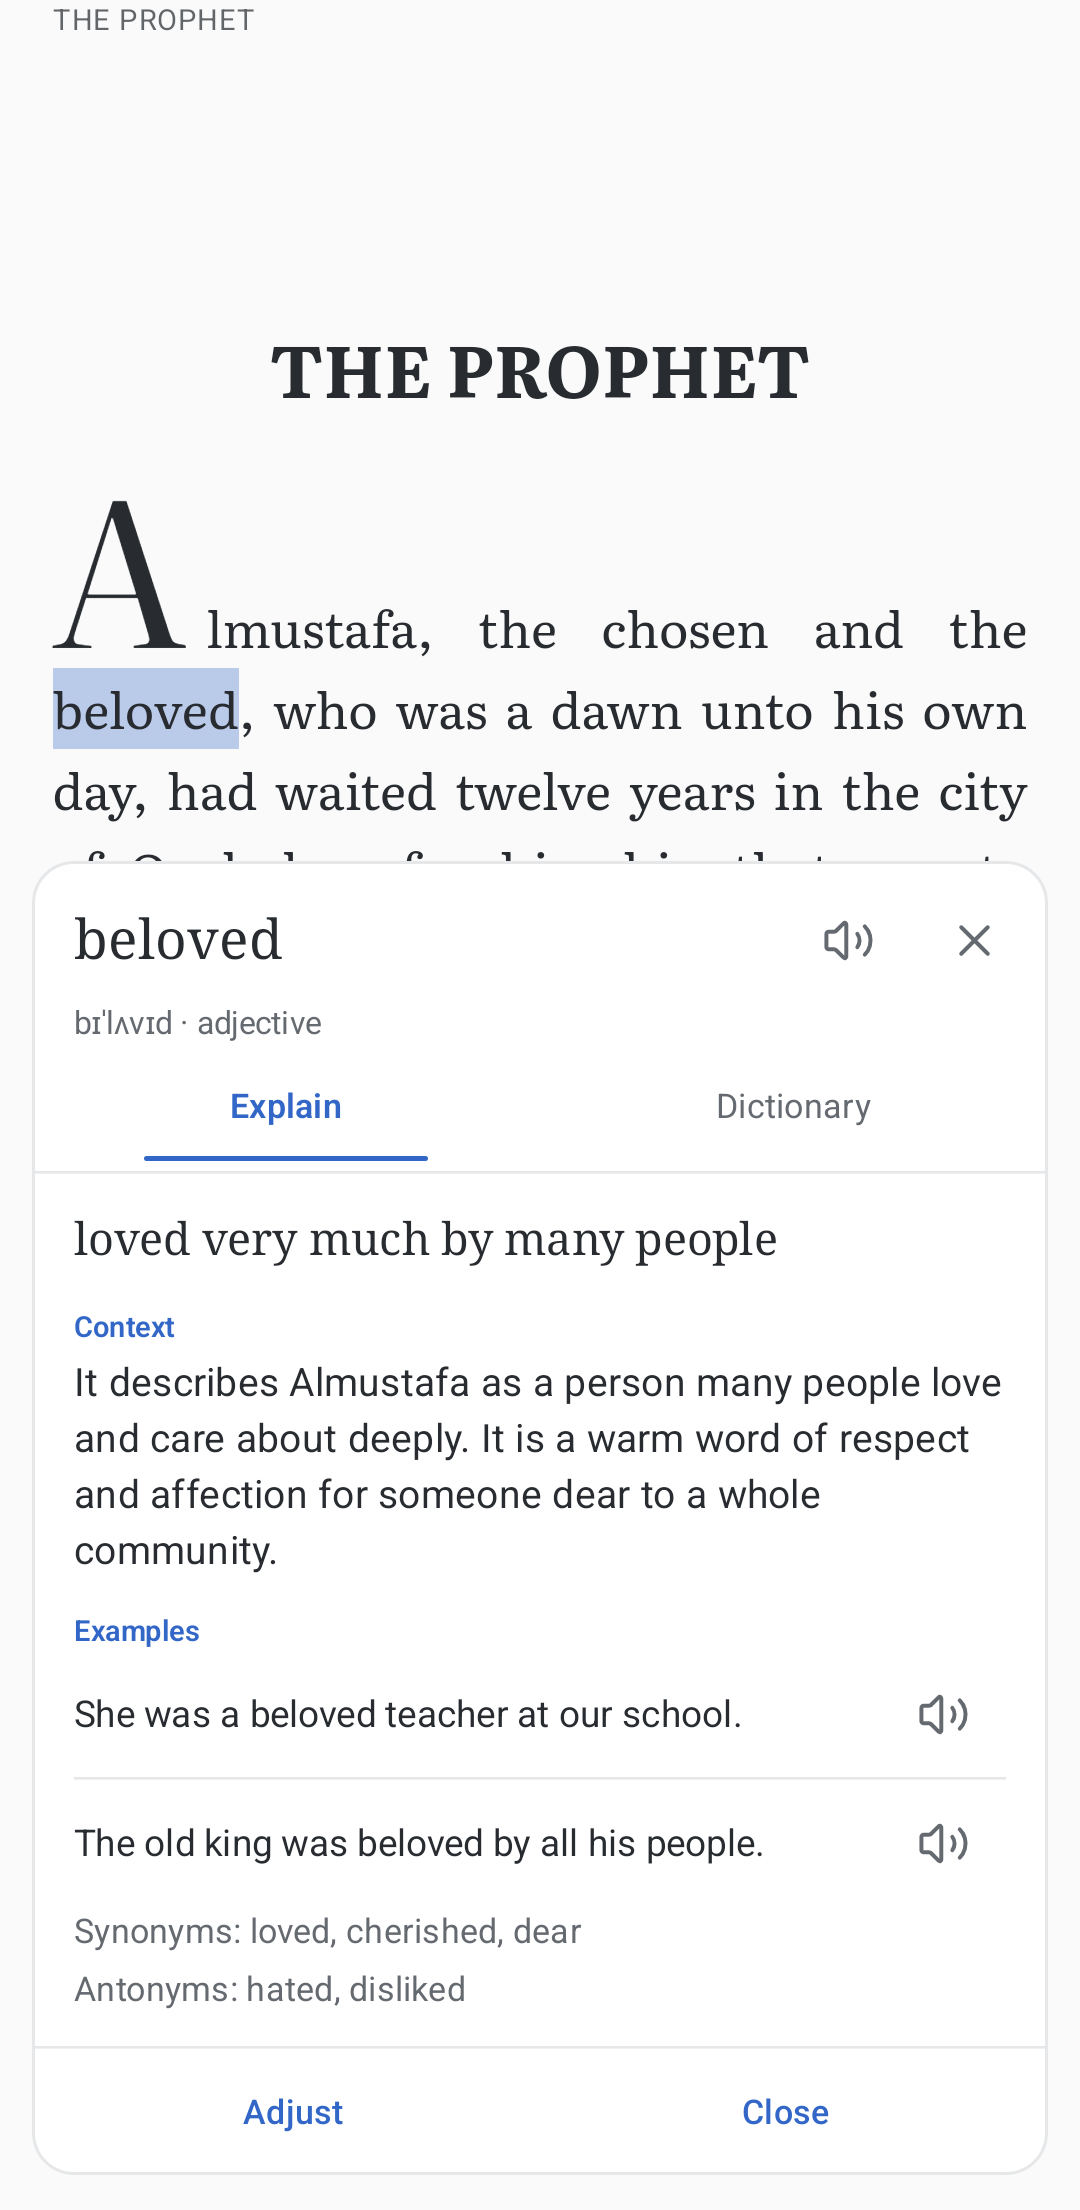 THE PROPHET
THE PROPHET
Almustafa, the chosen and the
beloved, who was a dawn unto his own
day, had waited twelve years in the city
beloved
bɪˈlʌvɪd · adjective
Explain
Dictionary
loved very much by many people
Context
It describes Almustafa as a person many people love
and care about deeply. It is a warm word of respect
and affection for someone dear to a whole
community.
Examples
She was a beloved teacher at our school.
The old king was beloved by all his people.
Synonyms: loved, cherished, dear
Antonyms: hated, disliked
Adjust
Close